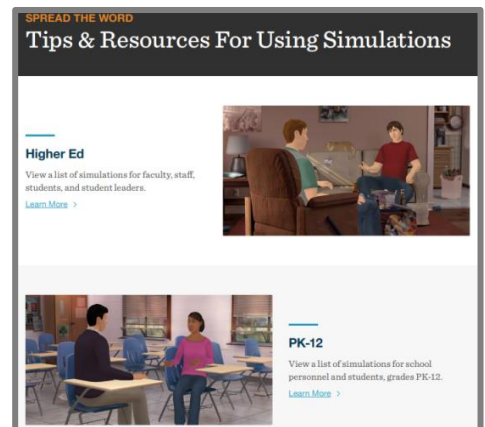 SPREAD THE WORD
Tips & Resources For Using Simulations
Higher Ed
View a list of simulations for faculty, staff,
students, and student leaders.
Learn More >
PK-12
View a list of simulations for school
personnel and students, grades PK-12.
Learn More >